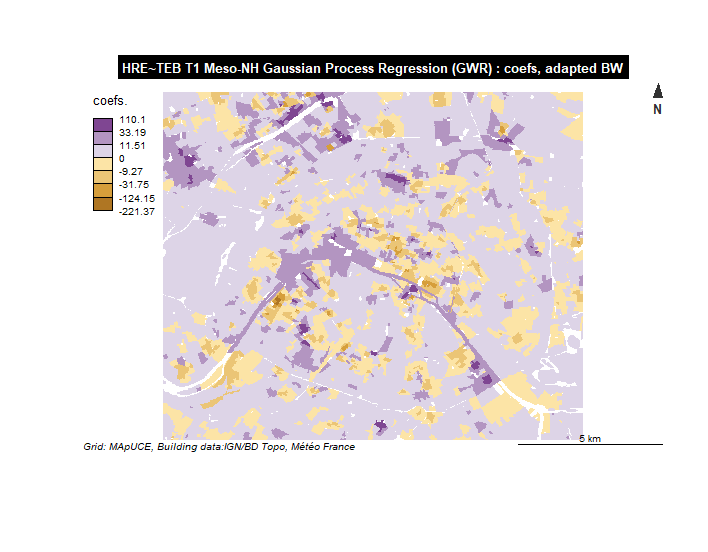 HRE~TEB T1 Meso-NH Gaussian Process Regression (GWR) : coefs, adapted BW
N
coefs.
110.1
33.19
11.51
0
-9.27
-31.75
-124.15
-221.37
5 km
Grid: MApUCE, Building data:IGN/BD Topo, Météo France